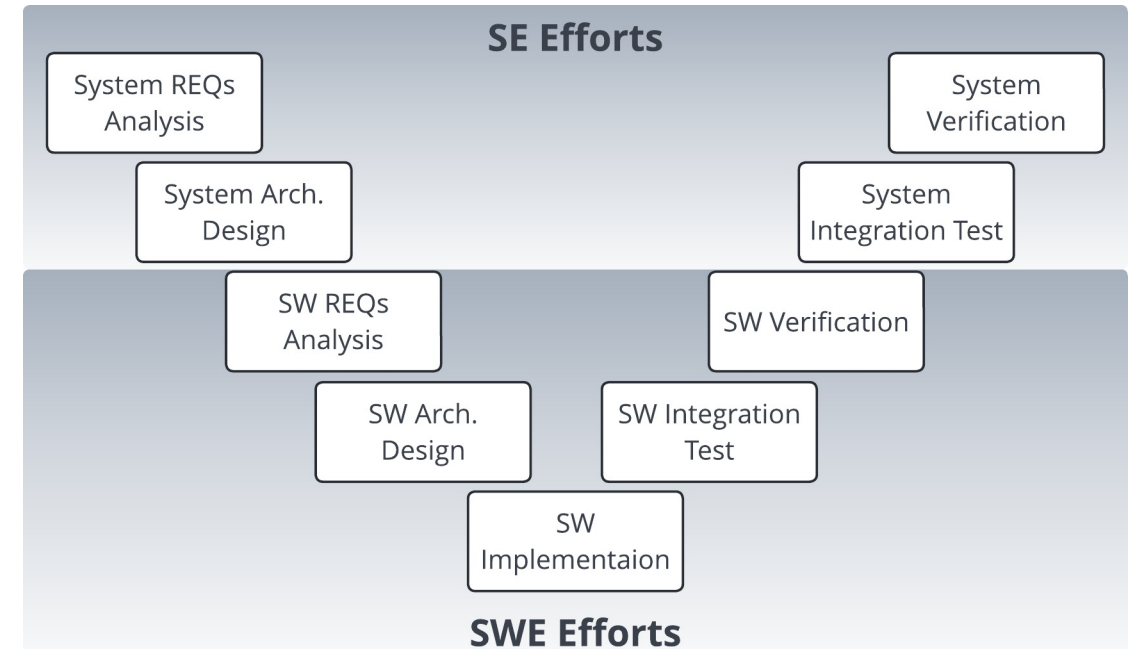 SE Efforts
System REQs
Analysis
System
Verification
System Arch.
Design
System
Integration Test
SW REQs
Analysis
SW Verification
SW Arch.
Design
SW Integration
Test
SW
Implementaion
SWE Efforts